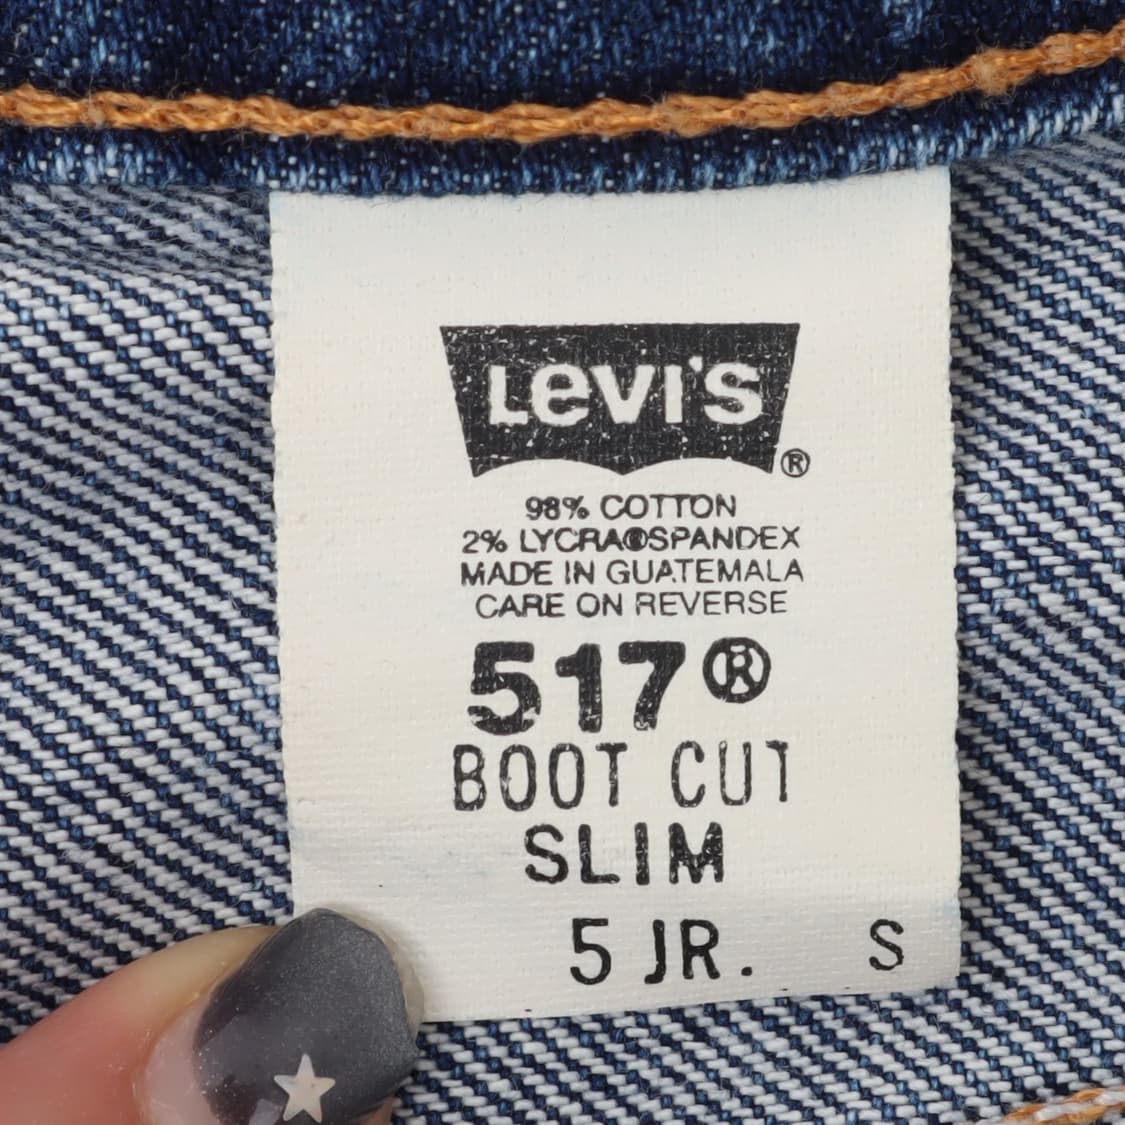 Levi's ®
98% COTTON
2% LYCRA®SPANDEX
MADE IN GUATEMALA
CARE ON REVERSE
517®
BOOT CUT
SLIM
5 JR. S